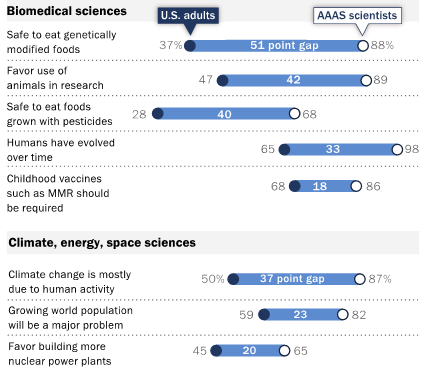 Biomedical sciences
U.S. adults
AAAS scientists
Safe to eat genetically
modified foods
37%
51 point gap
88%
Favor use of
animals in research
47
42
89
Safe to eat foods
grown with pesticides
28
40
68
Humans have evolved
over time
65
33
98
Childhood vaccines
such as MMR should
be required
68
18
86
Climate, energy, space sciences
Climate change is mostly
due to human activity
50%
37 point gap
87%
Growing world population
will be a major problem
59
23
82
Favor building more
nuclear power plants
45
20
65